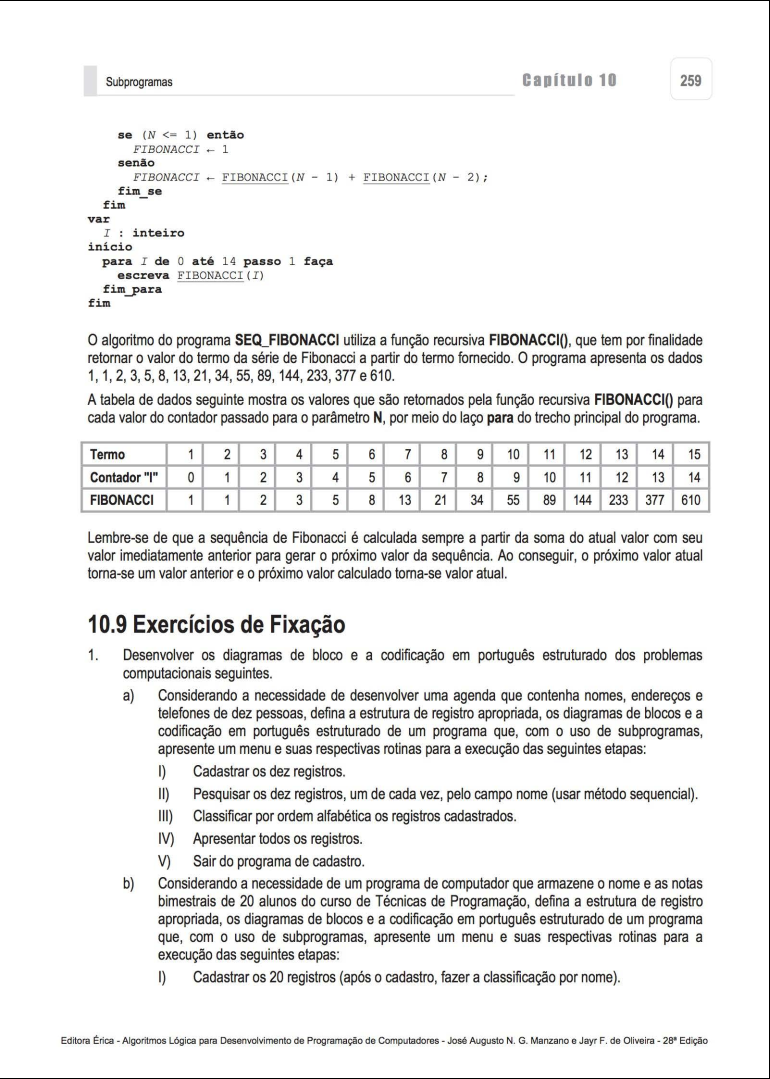 Subprogramas Capítulo 10 259
se (N <= 1) então
FIBONACCI ← 1
senão
FIBONACCI ← FIBONACCI(N - 1) + FIBONACCI(N - 2);
fim_se
fim
var
I : inteiro
início
para I de 0 até 14 passo 1 faça
escreva FIBONACCI(I)
fim_para
fim
O algoritmo do programa SEQ_FIBONACCI utiliza a função recursiva FIBONACCI(), que tem por finalidade
retornar o valor do termo da série de Fibonacci a partir do termo fornecido. O programa apresenta os dados
1, 1, 2, 3, 5, 8, 13, 21, 34, 55, 89, 144, 233, 377 e 610.
A tabela de dados seguinte mostra os valores que são retornados pela função recursiva FIBONACCI() para
cada valor do contador passado para o parâmetro N, por meio do laço para do trecho principal do programa.
Termo 1 2 3 4 5 6 7 8 9 10 11 12 13 14 15
Contador "I" 0 1 2 3 4 5 6 7 8 9 10 11 12 13 14
FIBONACCI 1 1 2 3 5 8 13 21 34 55 89 144 233 377 610
Lembre-se de que a sequência de Fibonacci é calculada sempre a partir da soma do atual valor com seu
valor imediatamente anterior para gerar o próximo valor da sequência. Ao conseguir, o próximo valor atual
torna-se um valor anterior e o próximo valor calculado torna-se valor atual.
10.9 Exercícios de Fixação
1. Desenvolver os diagramas de bloco e a codificação em português estruturado dos problemas
computacionais seguintes.
a) Considerando a necessidade de desenvolver uma agenda que contenha nomes, endereços e
telefones de dez pessoas, defina a estrutura de registro apropriada, os diagramas de blocos e a
codificação em português estruturado de um programa que, com o uso de subprogramas,
apresente um menu e suas respectivas rotinas para a execução das seguintes etapas:
I) Cadastrar os dez registros.
II) Pesquisar os dez registros, um de cada vez, pelo campo nome (usar método sequencial).
III) Classificar por ordem alfabética os registros cadastrados.
IV) Apresentar todos os registros.
V) Sair do programa de cadastro.
b) Considerando a necessidade de um programa de computador que armazene o nome e as notas
bimestrais de 20 alunos do curso de Técnicas de Programação, defina a estrutura de registro
apropriada, os diagramas de blocos e a codificação em português estruturado de um programa
que, com o uso de subprogramas, apresente um menu e suas respectivas rotinas para a
execução das seguintes etapas:
I) Cadastrar os 20 registros (após o cadastro, fazer a classificação por nome).
Editora Érica - Algoritmos Lógica para Desenvolvimento de Programação de Computadores - José Augusto N. G. Manzano e Jayr F. de Oliveira - 28ª Edição